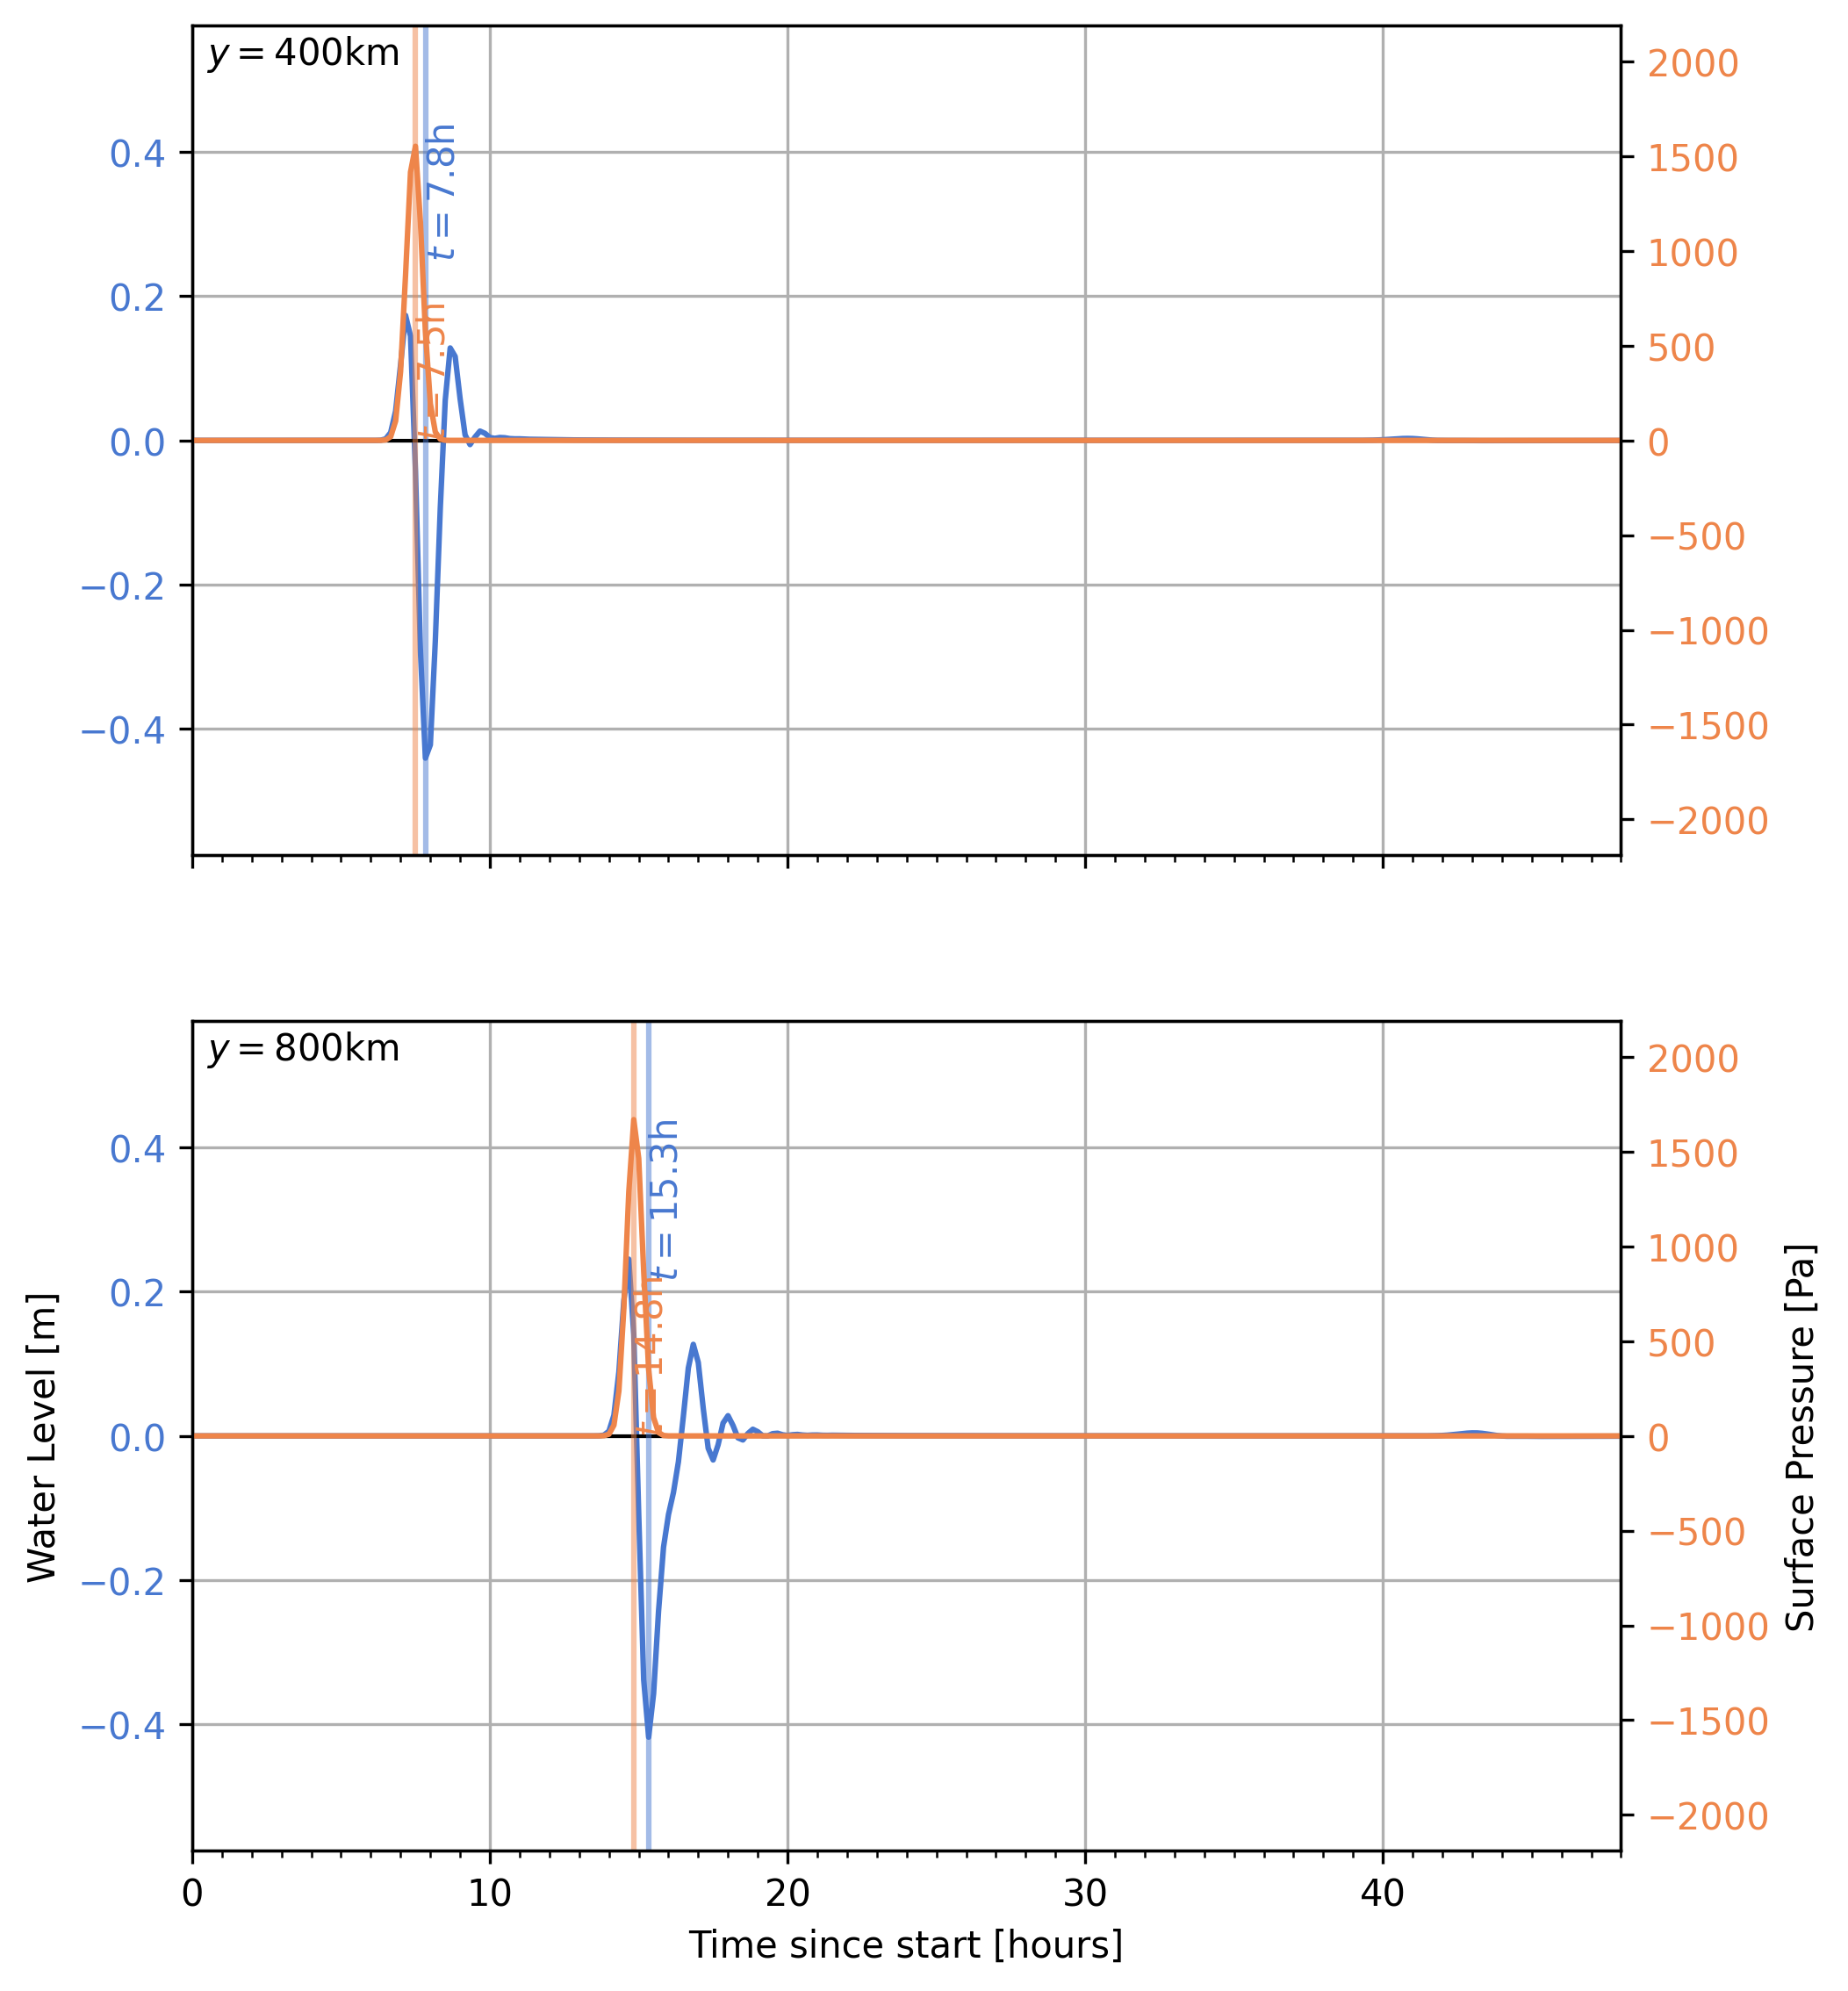 y = 400km
0.4
0.2
0.0
−0.2
−0.4
t = 7.8h
t = 7.5h
2000
1500
1000
500
0
−500
−1000
−1500
−2000
y = 800km
Water Level [m]
0.4
0.2
0.0
−0.2
−0.4
t = 15.3h
t = 14.8h
2000
1500
1000
500
0
−500
−1000
−1500
−2000
Surface Pressure [Pa]
0 10 20 30 40
Time since start [hours]